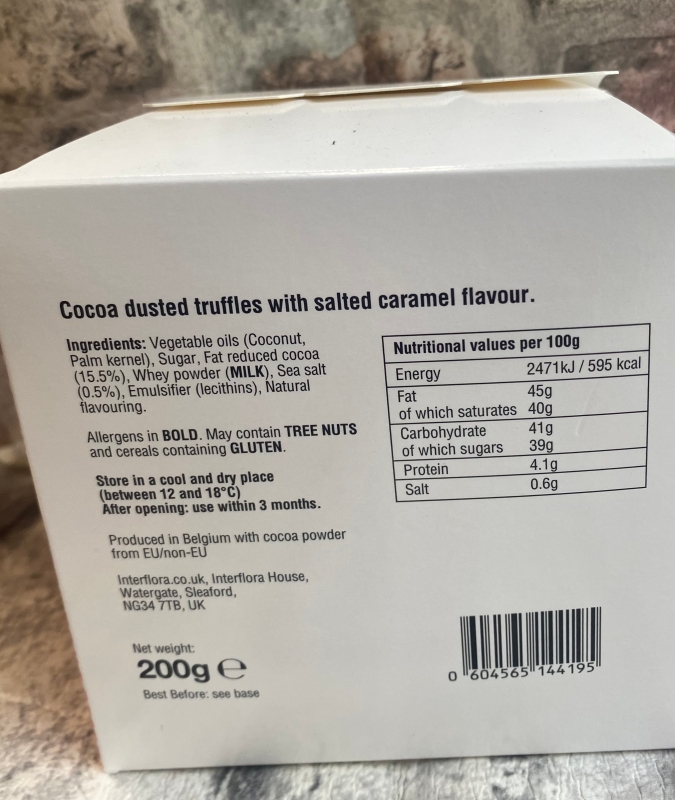 Cocoa dusted truffles with salted caramel flavour.
Ingredients: Vegetable oils (Coconut,
Palm kernel), Sugar, Fat reduced cocoa
(15.5%), Whey powder (MILK), Sea salt
(0.5%), Emulsifier (lecithins), Natural
flavouring.
Allergens in BOLD. May contain TREE NUTS
and cereals containing GLUTEN.
Store in a cool and dry place
(between 12 and 18°C)
After opening: use within 3 months.
Produced in Belgium with cocoa powder
from EU/non-EU
Interflora.co.uk, Interflora House,
Watergate, Sleaford,
NG34 7TB, UK
Net weight:
200g ℮
Best Before: see base
Nutritional values per 100g
Energy 2471kJ / 595 kcal
Fat 45g
of which saturates 40g
Carbohydrate 41g
of which sugars 39g
Protein 4.1g
Salt 0.6g
0 604565 144195